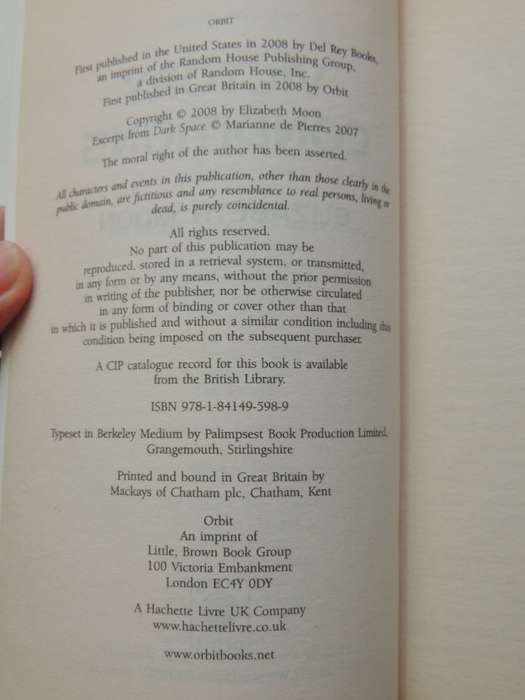 ORBIT
First published in the United States in 2008 by Del Rey Books,
an imprint of the Random House Publishing Group,
a division of Random House, Inc.
First published in Great Britain in 2008 by Orbit
Copyright © 2008 by Elizabeth Moon
Excerpt from Dark Space © Marianne de Pierres 2007
The moral right of the author has been asserted.
All characters and events in this publication, other than those clearly in the
public domain, are fictitious and any resemblance to real persons, living or
dead, is purely coincidental.
All rights reserved.
No part of this publication may be
reproduced, stored in a retrieval system, or transmitted,
in any form or by any means, without the prior permission
in writing of the publisher, nor be otherwise circulated
in any form of binding or cover other than that
in which it is published and without a similar condition including this
condition being imposed on the subsequent purchaser.
A CIP catalogue record for this book is available
from the British Library.
ISBN 978-1-84149-598-9
Typeset in Berkeley Medium by Palimpsest Book Production Limited,
Grangemouth, Stirlingshire
Printed and bound in Great Britain by
Mackays of Chatham plc, Chatham, Kent
Orbit
An imprint of
Little, Brown Book Group
100 Victoria Embankment
London EC4Y 0DY
A Hachette Livre UK Company
www.hachettelivre.co.uk
www.orbitbooks.net